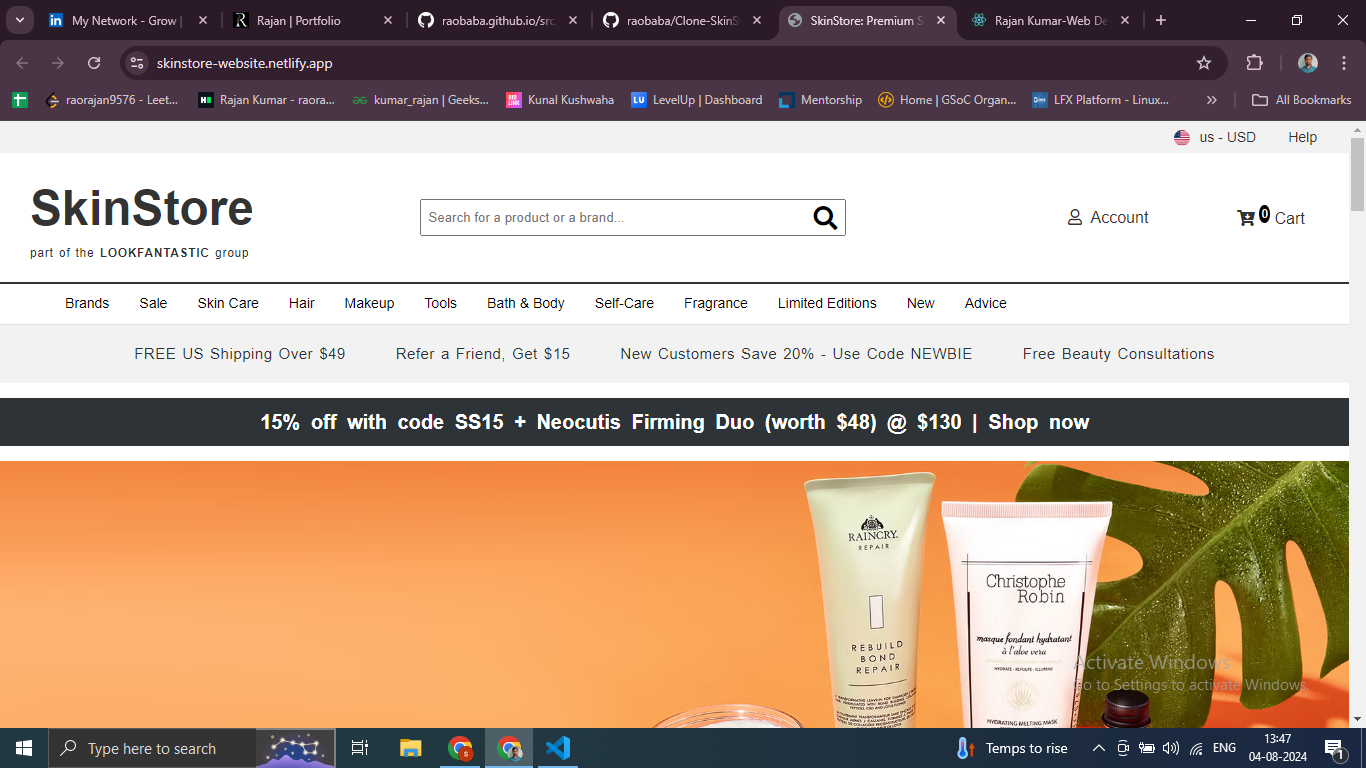 My Network - Grow |
Rajan | Portfolio
raobaba.github.io/src
raobaba/Clone-SkinS
SkinStore: Premium S
Rajan Kumar-Web De
skinstore-website.netlify.app
raorajan9576 - Leet...
Rajan Kumar - raora...
kumar_rajan | Geeks...
Kunal Kushwaha
LevelUp | Dashboard
Mentorship
Home | GSoC Organ...
LFX Platform - Linux...
All Bookmarks
us - USD
Help
SkinStore
part of the LOOKFANTASTIC group
Search for a product or a brand...
Account
0 Cart
Brands
Sale
Skin Care
Hair
Makeup
Tools
Bath & Body
Self-Care
Fragrance
Limited Editions
New
Advice
FREE US Shipping Over $49
Refer a Friend, Get $15
New Customers Save 20% - Use Code NEWBIE
Free Beauty Consultations
15% off with code SS15 + Neocutis Firming Duo (worth $48) @ $130 | Shop now
RAINCRY.
REPAIR
REBUILD
BOND
REPAIR
Christophe
Robin
masque fondant hydratant
à l'aloe vera
HYDRATE - REPULPE - ILLUMINE
HYDRATING MELTING MASK
Activate Windows
Go to Settings to activate Windows.
Type here to search
Temps to rise
ENG
13:47
04-08-2024
1